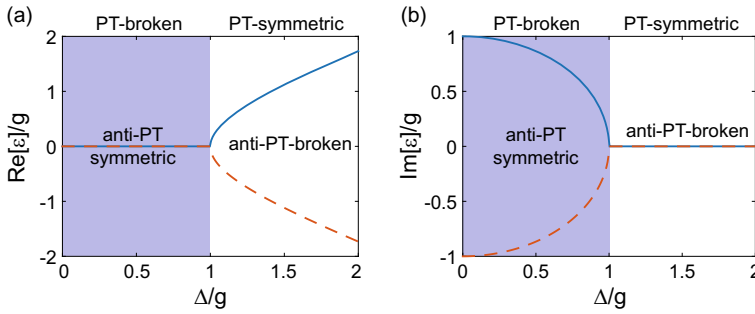 (a)
PT-broken PT-symmetric
2
1
0
-1
-2
Re[ε]/g
anti-PT
symmetric
anti-PT-broken
0 0.5 1 1.5 2
Δ/g
(b)
PT-broken PT-symmetric
1
0.5
0
-0.5
-1
Im[ε]/g
anti-PT
symmetric
anti-PT-broken
0 0.5 1 1.5 2
Δ/g